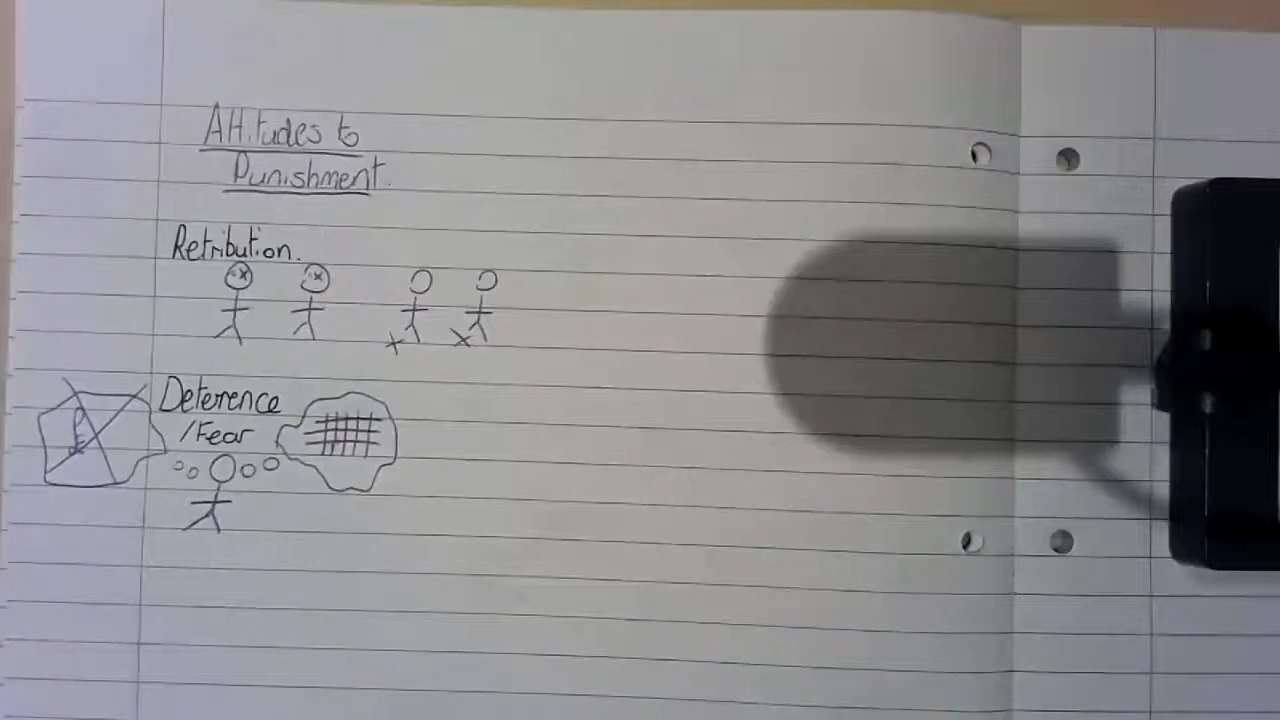 Attitudes to
Punishment.
Retribution.
Deterence
/Fear